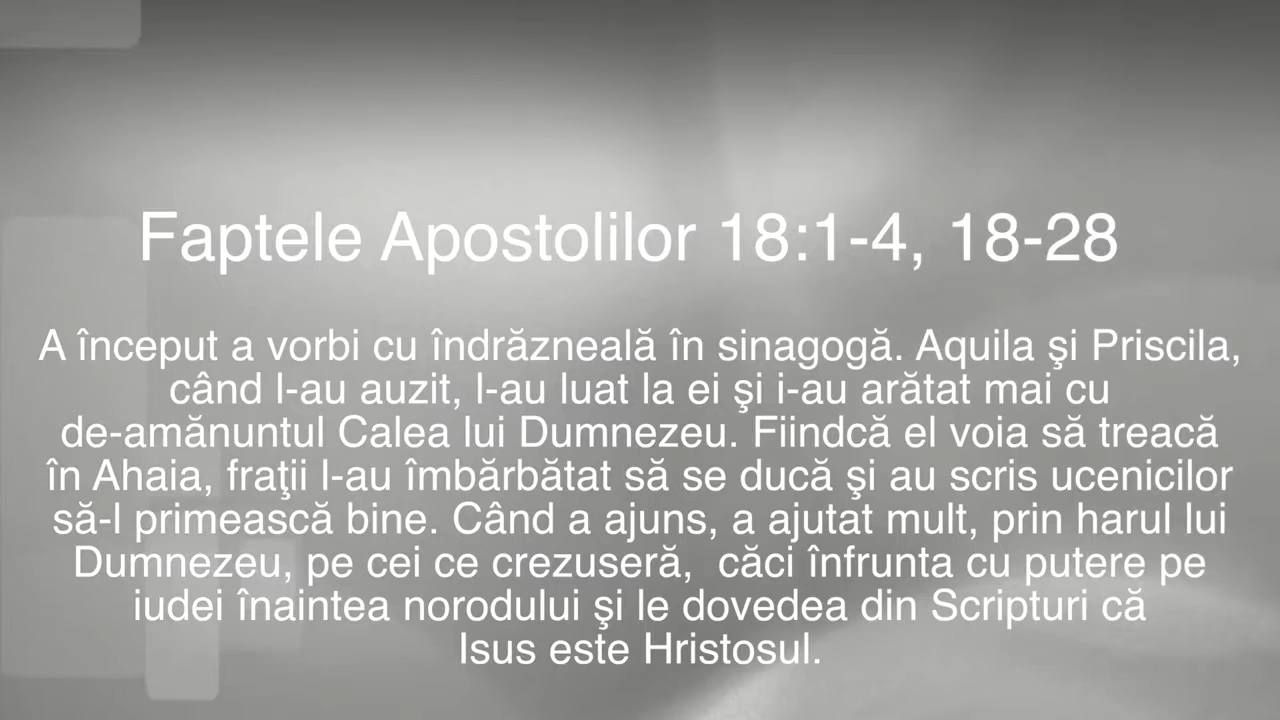 Faptele Apostolilor 18:1-4, 18-28
A început a vorbi cu îndrăzneală în sinagogă. Aquila şi Priscila,
când l-au auzit, l-au luat la ei şi i-au arătat mai cu
de-amănuntul Calea lui Dumnezeu. Fiindcă el voia să treacă
în Ahaia, fraţii l-au îmbărbătat să se ducă şi au scris ucenicilor
să-l primească bine. Când a ajuns, a ajutat mult, prin harul lui
Dumnezeu, pe cei ce crezuseră,  căci înfrunta cu putere pe
iudei înaintea norodului şi le dovedea din Scripturi că
Isus este Hristosul.